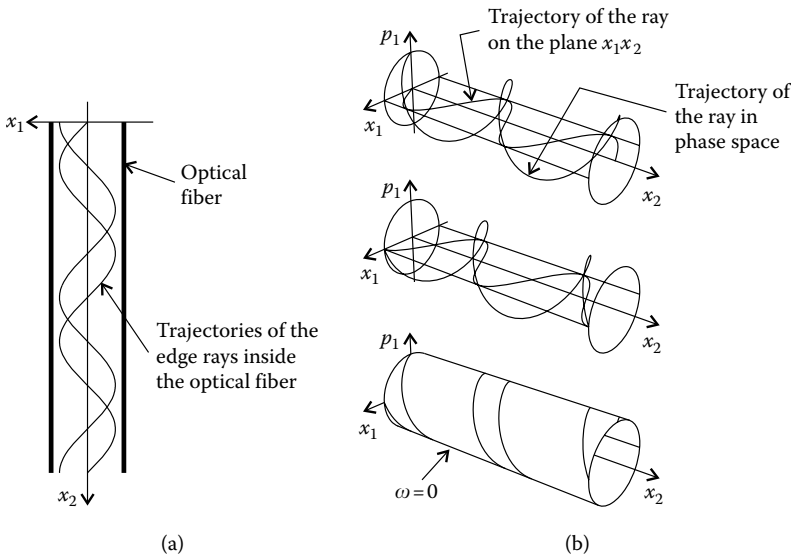 x₁
Optical
fiber
Trajectories of the
edge rays inside
the optical fiber
x₂
(a)
Trajectory of the ray
on the plane x₁x₂
p₁
Trajectory of
the ray in
phase space
x₁
x₂
p₁
x₁
x₂
p₁
x₁
x₂
ω=0
(b)